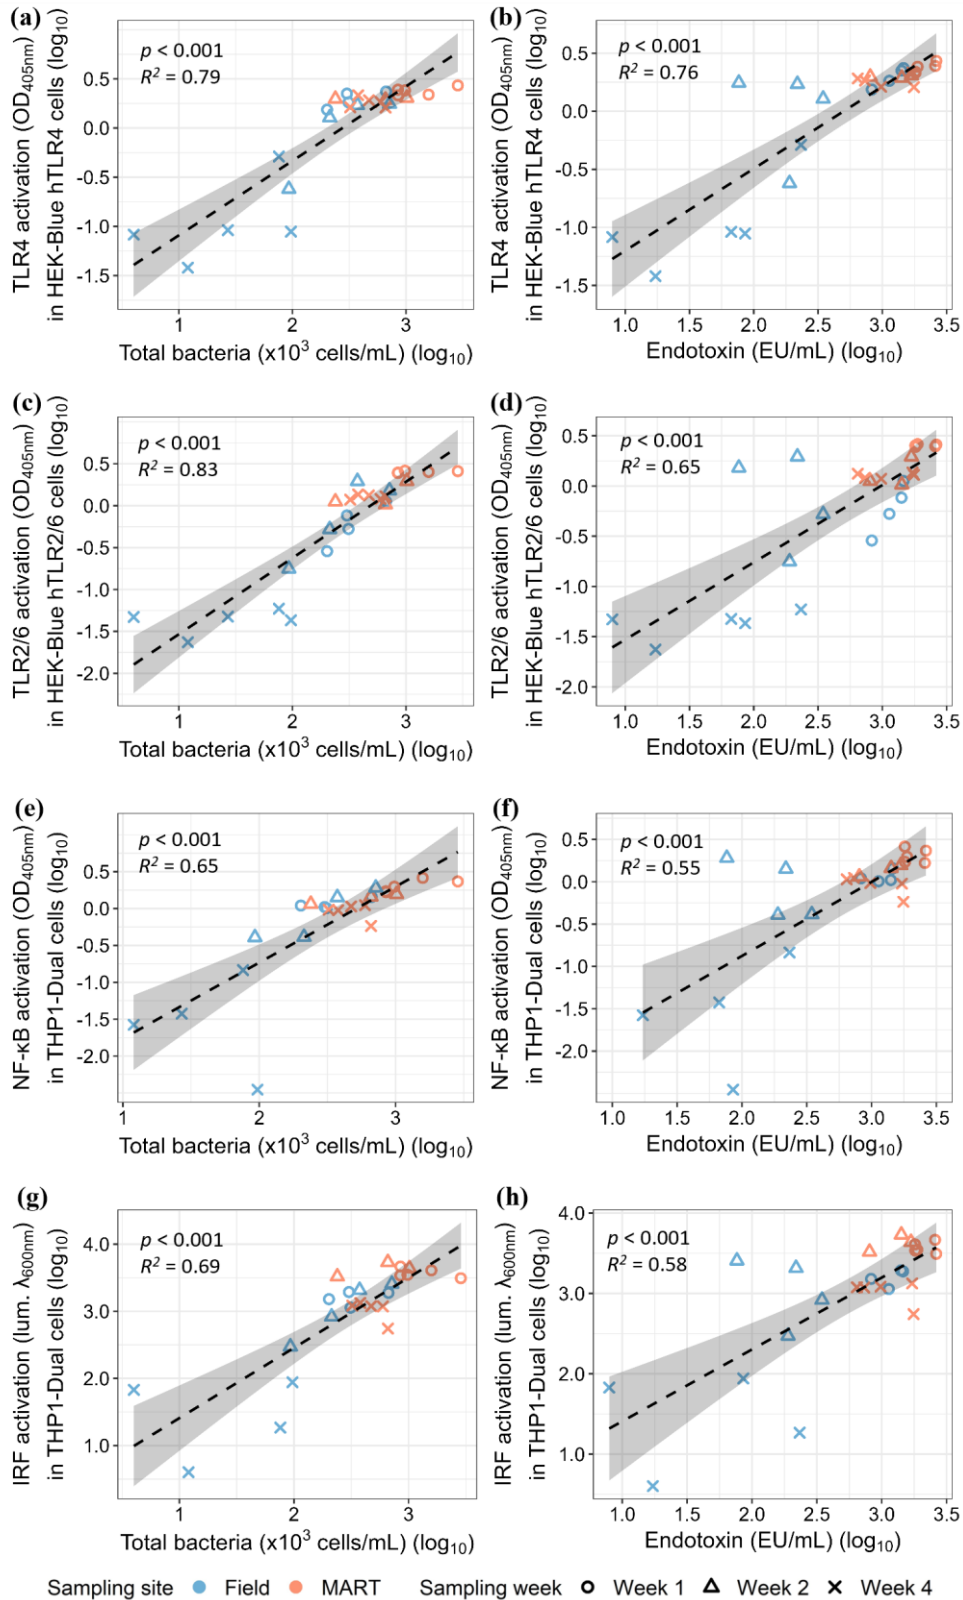 (a)
TLR4 activation (OD405nm)
in HEK-Blue hTLR4 cells (log10)
p < 0.001
R² = 0.79
0.5
0.0
-0.5
-1.0
-1.5
1 2 3
Total bacteria (x10³ cells/mL) (log10)
(b)
TLR4 activation (OD405nm)
in HEK-Blue hTLR4 cells (log10)
p < 0.001
R² = 0.76
0.5
0.0
-0.5
-1.0
-1.5
1.0 1.5 2.0 2.5 3.0 3.5
Endotoxin (EU/mL) (log10)
(c)
TLR2/6 activation (OD405nm)
in HEK-Blue hTLR2/6 cells (log10)
p < 0.001
R² = 0.83
0.5
0.0
-0.5
-1.0
-1.5
-2.0
1 2 3
Total bacteria (x10³ cells/mL) (log10)
(d)
TLR2/6 activation (OD405nm)
in HEK-Blue hTLR2/6 cells (log10)
p < 0.001
R² = 0.65
0.5
0.0
-0.5
-1.0
-1.5
-2.0
1.0 1.5 2.0 2.5 3.0 3.5
Endotoxin (EU/mL) (log10)
(e)
NF-κB activation (OD405nm)
in THP1-Dual cells (log10)
p < 0.001
R² = 0.65
0.5
0.0
-0.5
-1.0
-1.5
-2.0
1 2 3
Total bacteria (x10³ cells/mL) (log10)
(f)
NF-κB activation (OD405nm)
in THP1-Dual cells (log10)
p < 0.001
R² = 0.55
0.5
0.0
-0.5
-1.0
-1.5
-2.0
1.0 1.5 2.0 2.5 3.0 3.5
Endotoxin (EU/mL) (log10)
(g)
IRF activation (lum. λ600nm)
in THP1-Dual cells (log10)
p < 0.001
R² = 0.69
4.0
3.0
2.0
1.0
1 2 3
Total bacteria (x10³ cells/mL) (log10)
(h)
IRF activation (lum. λ600nm)
in THP1-Dual cells (log10)
p < 0.001
R² = 0.58
4.0
3.0
2.0
1.0
1.0 1.5 2.0 2.5 3.0 3.5
Endotoxin (EU/mL) (log10)
Sampling site Field MART Sampling week Week 1 Week 2 Week 4